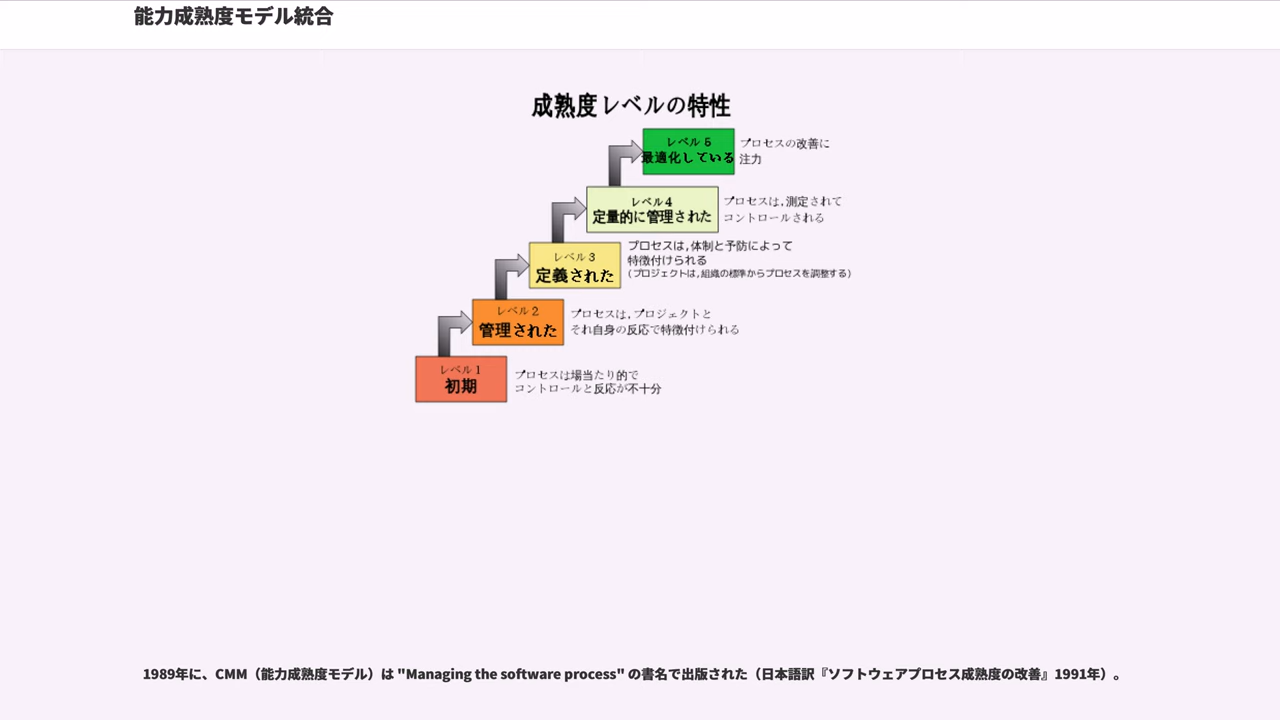 能力成熟度モデル統合
成熟度レベルの特性
レベル 5
最適化している
プロセスの改善に
注力
レベル 4
定量的に管理された
プロセスは,測定されて
コントロールされる
レベル 3
定義された
プロセスは,体制と予防によって
特徴付けられる
(プロジェクトは,組織の標準からプロセスを調整する)
レベル 2
管理された
プロセスは,プロジェクトと
それ自身の反応で特徴付けられる
レベル 1
初期
プロセスは場当たり的で
コントロールと反応が不十分
1989年に、CMM（能力成熟度モデル）は "Managing the software process" の書名で出版された（日本語訳『ソフトウェアプロセス成熟度の改善』1991年）。